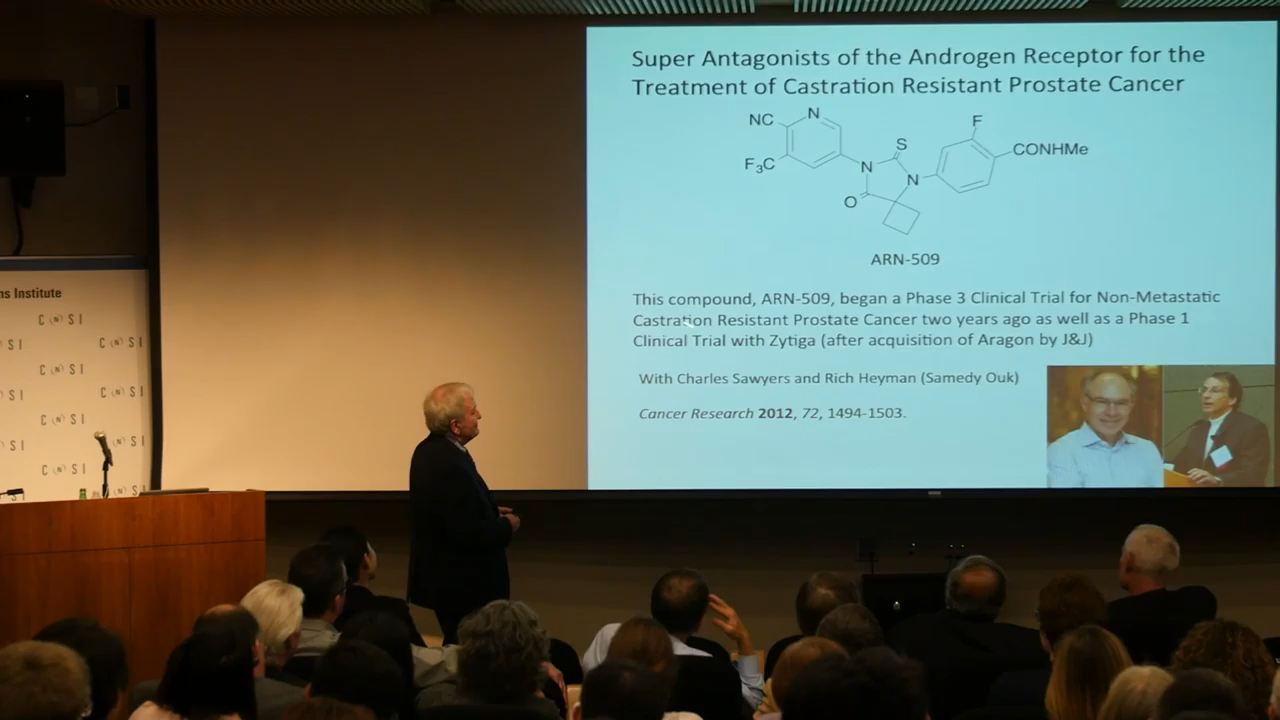 Super Antagonists of the Androgen Receptor for the
Treatment of Castration Resistant Prostate Cancer
NC
N
F
S
CONHMe
F₃C
N
N
O
ARN-509
This compound, ARN-509, began a Phase 3 Clinical Trial for Non-Metastatic
Castration Resistant Prostate Cancer two years ago as well as a Phase 1
Clinical Trial with Zytiga (after acquisition of Aragon by J&J)
With Charles Sawyers and Rich Heyman (Samedy Ouk)
Cancer Research 2012, 72, 1494-1503.
ns Institute
C (N) S I
S I
C (N) S I
C (N) S I
S I
C (N) S I
C (N) S I
S I
(N) S I
C (N) S I
C (N) S I